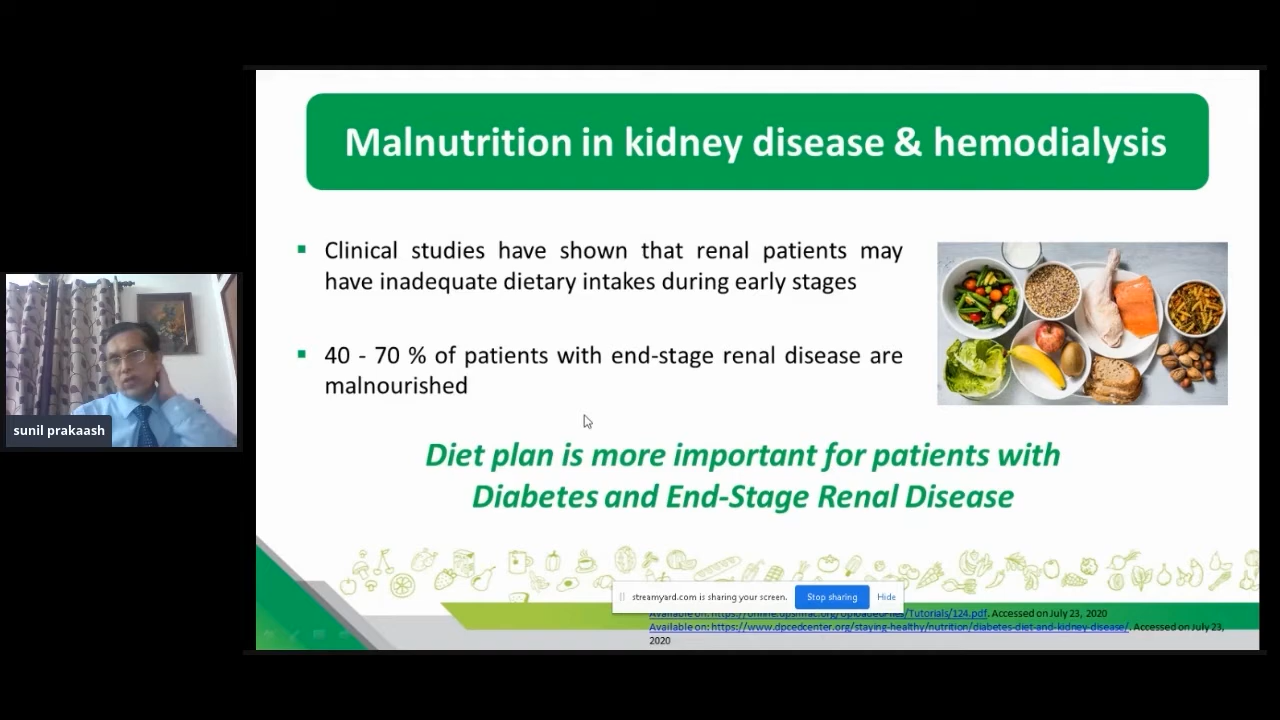 Malnutrition in kidney disease & hemodialysis
Clinical studies have shown that renal patients may
have inadequate dietary intakes during early stages
40 - 70 % of patients with end-stage renal disease are
malnourished
Diet plan is more important for patients with
Diabetes and End-Stage Renal Disease
sunil prakaash
streamyard.com is sharing your screen. Stop sharing Hide
/Tutorials/124.pdf. Accessed on July 23, 2020
Available on: https://www.dpcedcenter.org/staying-healthy/nutrition/diabetes-diet-and-kidney-disease/. Accessed on July 23,
2020